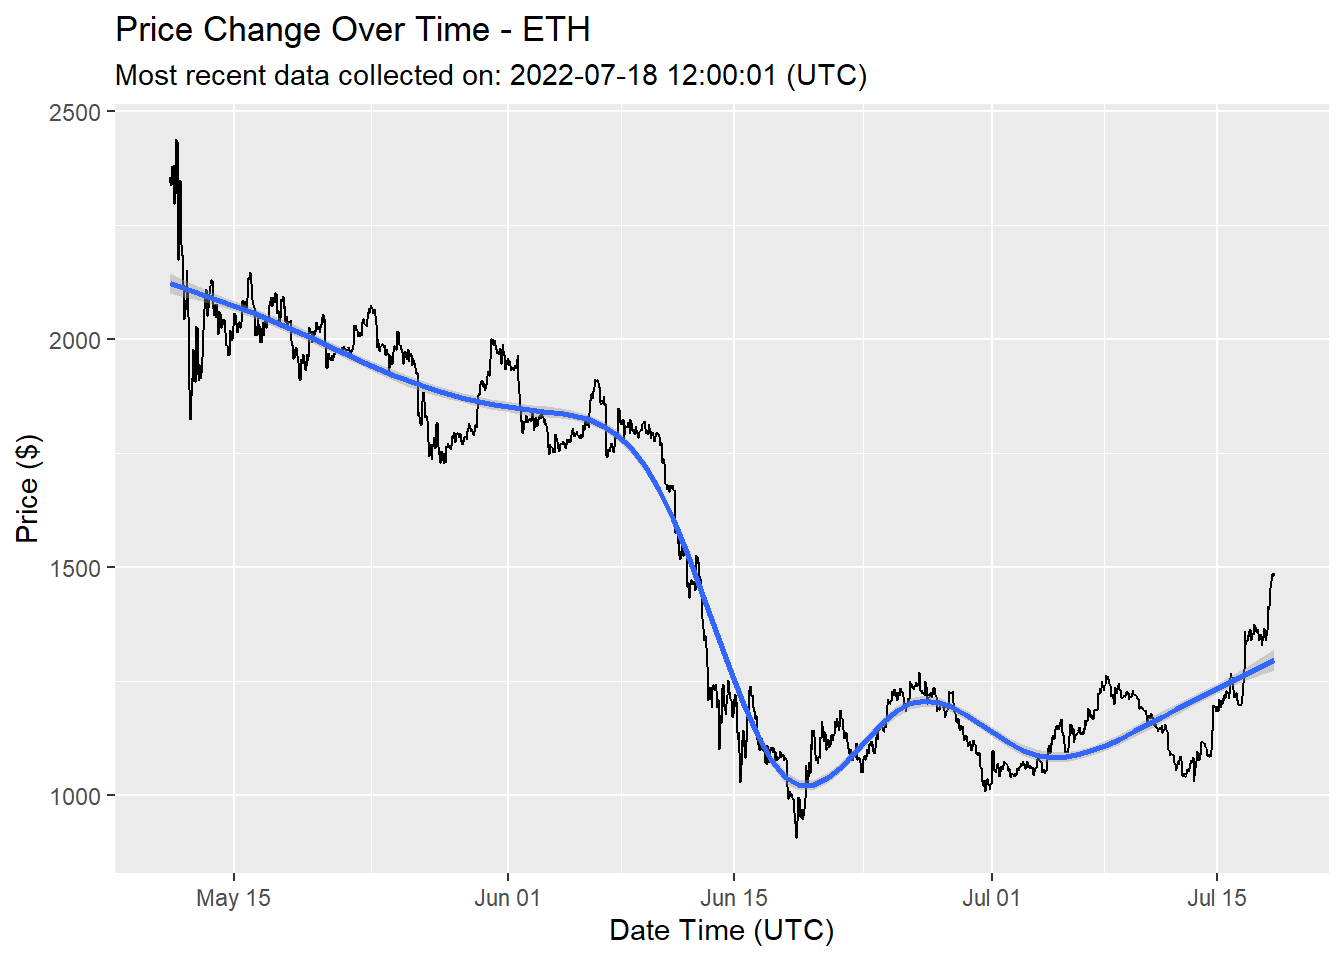 Price Change Over Time - ETH
Most recent data collected on: 2022-07-18 12:00:01 (UTC)
2500
2000
1500
1000
Price ($)
May 15
Jun 01
Jun 15
Jul 01
Jul 15
Date Time (UTC)